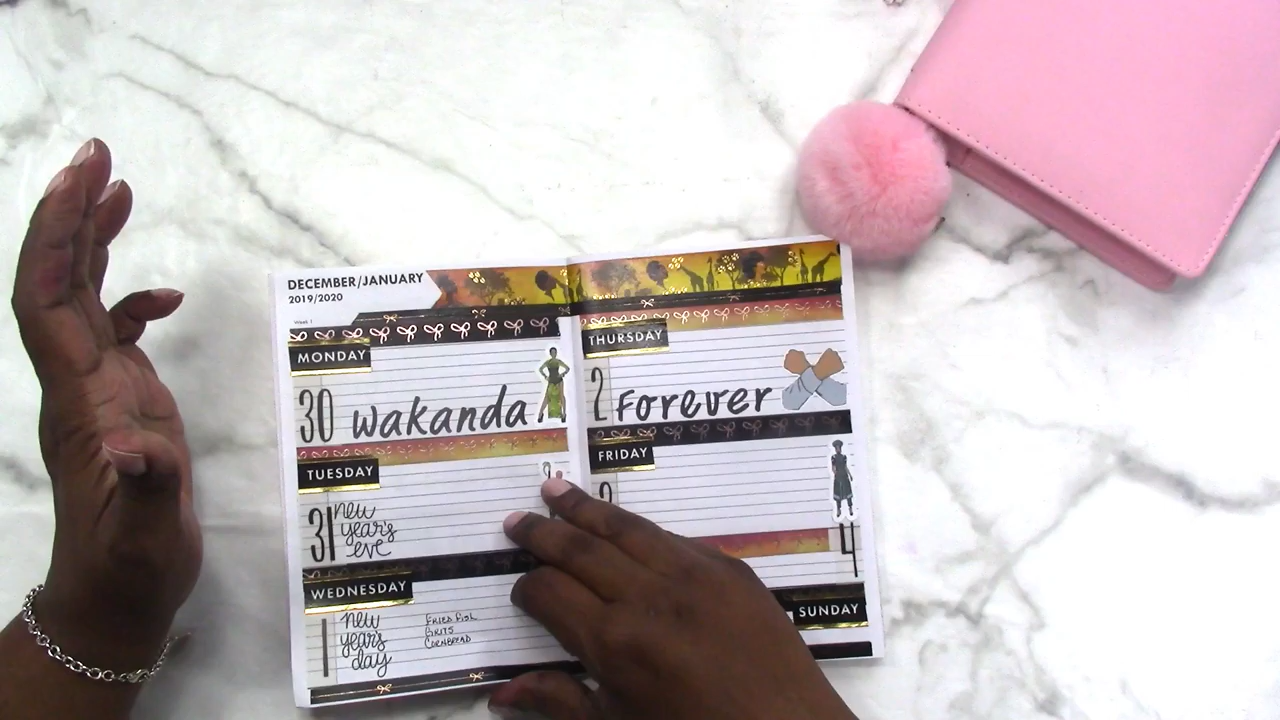 DECEMBER/JANUARY
2019/2020
Week 1
MONDAY
30 wakanda
TUESDAY
31 new
year's
eve
WEDNESDAY
1 new
year's
day
FRIED FISH
GRITS
CORNBREAD
THURSDAY
2 Forever
FRIDAY
4
SUNDAY